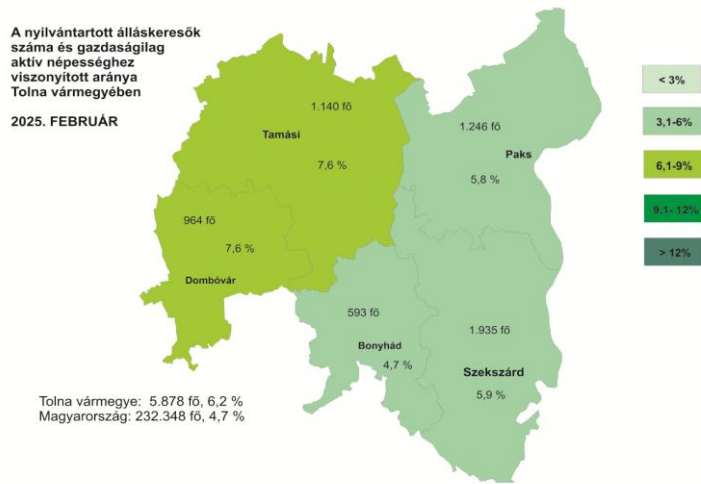 A nyilvántartott álláskeresők
száma és gazdaságilag
aktív népességhez
viszonyított aránya
Tolna vármegyében
2025. FEBRUÁR
1.140 fő
Tamási
7,6 %
1.246 fő
Paks
5,8 %
964 fő
7,6 %
Dombóvár
593 fő
Bonyhád
4,7 %
1.935 fő
Szekszárd
5,9 %
< 3%
3,1-6%
6,1-9%
9,1- 12%
> 12%
Tolna vármegye: 5.878 fő, 6,2 %
Magyarország: 232.348 fő, 4,7 %